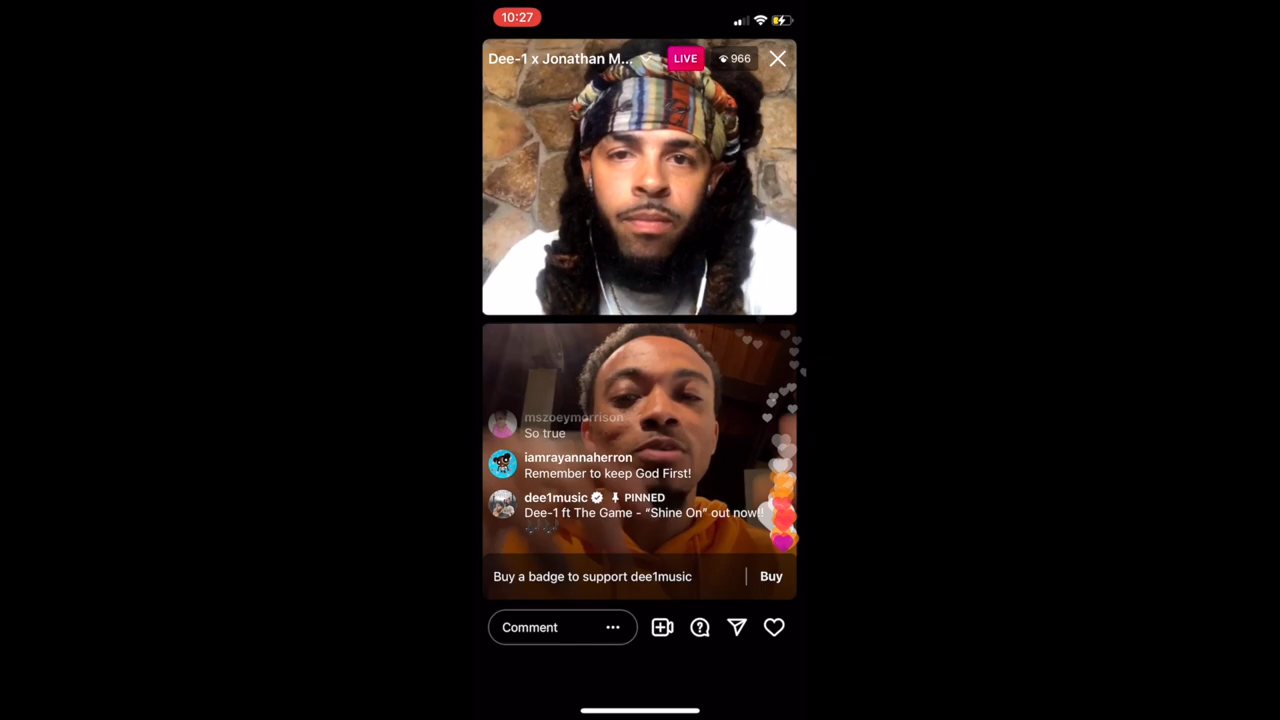 10:27
Dee-1 x Jonathan M...
LIVE
966
mszoeymorrison
So true
iamrayannaherron
Remember to keep God First!
dee1music PINNED
Dee-1 ft The Game - “Shine On” out now!!
Buy a badge to support dee1music
Buy
Comment